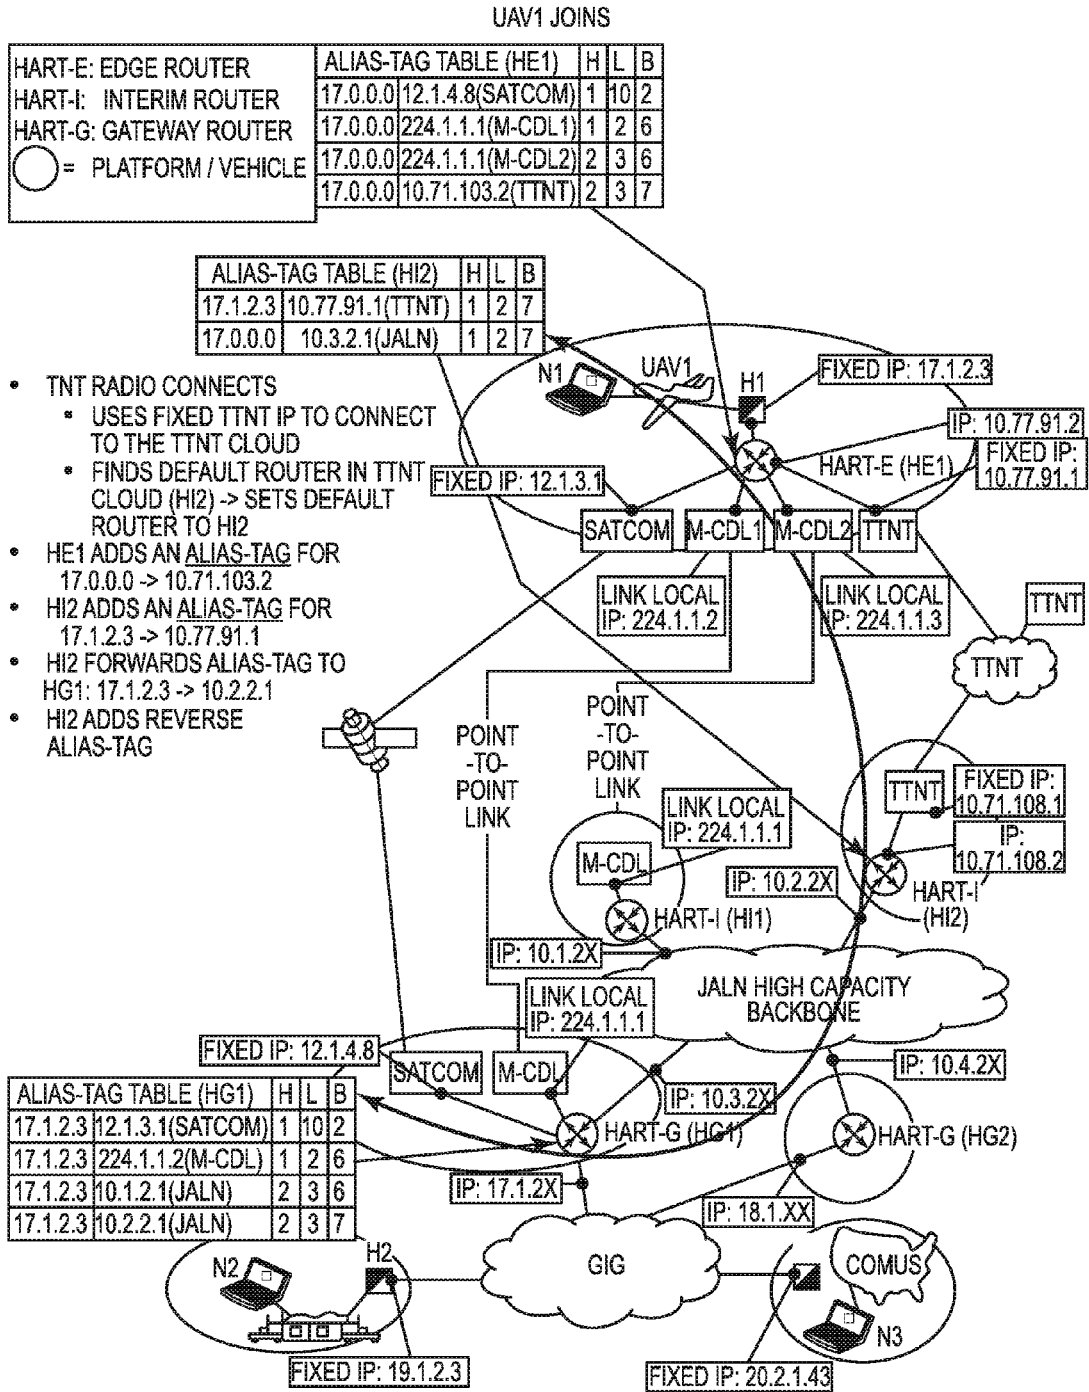 UAV1 JOINS
HART-E: EDGE ROUTER
HART-I: INTERIM ROUTER
HART-G: GATEWAY ROUTER
= PLATFORM / VEHICLE
ALIAS-TAG TABLE (HE1) H L B
17.0.0.0 12.1.4.8(SATCOM) 1 10 2
17.0.0.0 224.1.1.1(M-CDL1) 1 2 6
17.0.0.0 224.1.1.1(M-CDL2) 2 3 6
17.0.0.0 10.71.103.2(TTNT) 2 3 7
ALIAS-TAG TABLE (HI2) H L B
17.1.2.3 10.77.91.1(TTNT) 1 2 7
17.0.0.0 10.3.2.1(JALN) 1 2 7
• TNT RADIO CONNECTS
• USES FIXED TTNT IP TO CONNECT
TO THE TTNT CLOUD
• FINDS DEFAULT ROUTER IN TTNT
CLOUD (HI2) -> SETS DEFAULT
ROUTER TO HI2
• HE1 ADDS AN ALIAS-TAG FOR
17.0.0.0 -> 10.71.103.2
• HI2 ADDS AN ALIAS-TAG FOR
17.1.2.3 -> 10.77.91.1
• HI2 FORWARDS ALIAS-TAG TO
HG1: 17.1.2.3 -> 10.2.2.1
• HI2 ADDS REVERSE
ALIAS-TAG
N1
UAV1
H1
FIXED IP: 17.1.2.3
IP: 10.77.91.2
HART-E (HE1)
FIXED IP:
10.77.91.1
FIXED IP: 12.1.3.1
SATCOM
M-CDL1
M-CDL2
TTNT
LINK LOCAL
IP: 224.1.1.2
LINK LOCAL
IP: 224.1.1.3
TTNT
TTNT
POINT
-TO-
POINT
LINK
POINT
-TO-
POINT
LINK
LINK LOCAL
IP: 224.1.1.1
M-CDL
HART-I (HI1)
IP: 10.1.2X
TTNT
FIXED IP:
10.71.108.1
IP:
10.71.108.2
IP: 10.2.2X
HART-I
(HI2)
JALN HIGH CAPACITY
BACKBONE
LINK LOCAL
IP: 224.1.1.1
FIXED IP: 12.1.4.8
SATCOM
M-CDL
IP: 10.4.2X
IP: 10.3.2X
ALIAS-TAG TABLE (HG1) H L B
17.1.2.3 12.1.3.1(SATCOM) 1 10 2
17.1.2.3 224.1.1.2(M-CDL) 1 2 6
17.1.2.3 10.1.2.1(JALN) 2 3 6
17.1.2.3 10.2.2.1(JALN) 2 3 7
HART-G (HG1)
HART-G (HG2)
IP: 17.1.2X
IP: 18.1.XX
GIG
N2
H2
FIXED IP: 19.1.2.3
COMUS
N3
FIXED IP: 20.2.1.43